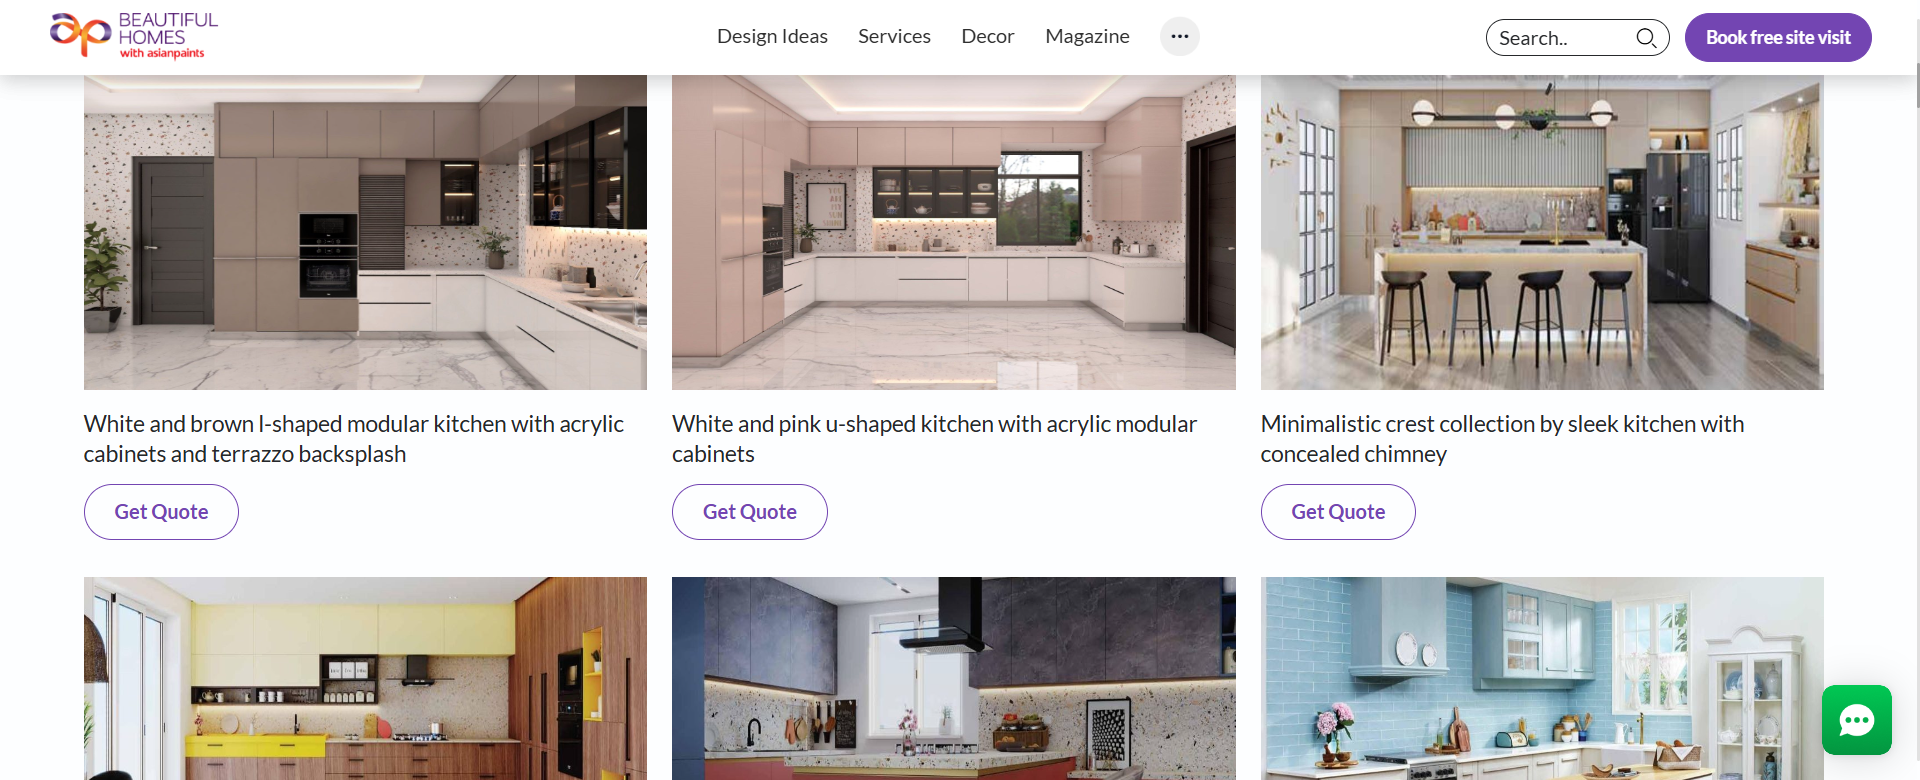 BEAUTIFUL
HOMES
with asianpaints
Design Ideas
Services
Decor
Magazine
Search..
Book free site visit
White and brown l-shaped modular kitchen with acrylic
cabinets and terrazzo backsplash
Get Quote
White and pink u-shaped kitchen with acrylic modular
cabinets
Get Quote
Minimalistic crest collection by sleek kitchen with
concealed chimney
Get Quote